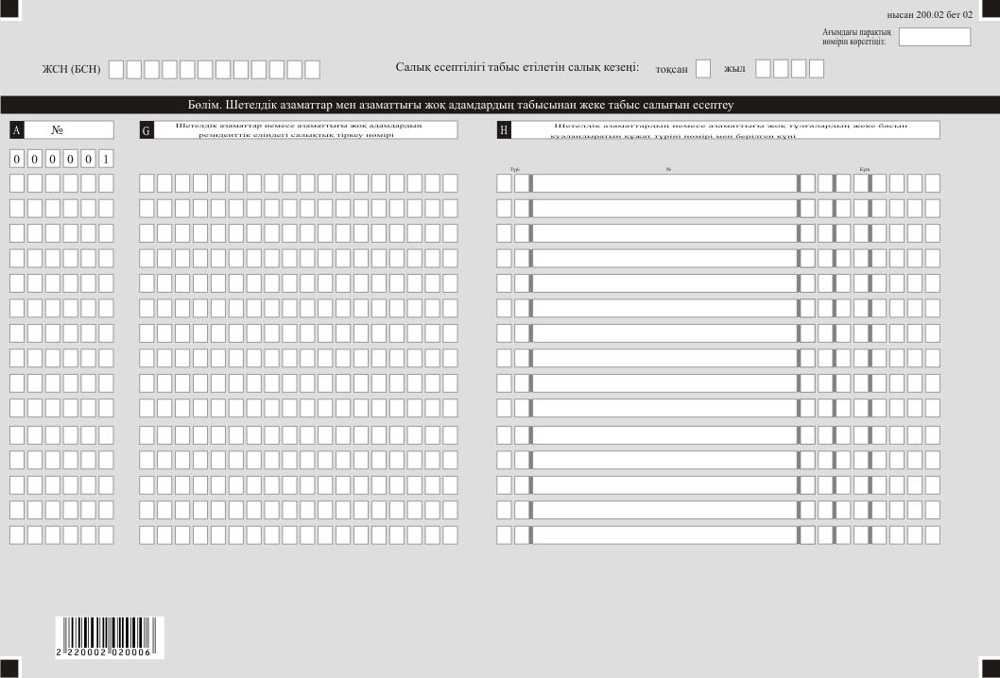 нысан 200.02 бет 02
Ағымдағы парақтың
нөмірін көрсетіңіз:
ЖСН (БСН)
Салық есептілігі табыс етілетін салық кезеңі: тоқсан жыл
Бөлім. Шетелдік азаматтар мен азаматтығы жоқ адамдардың табысынан жеке табыс салығын есептеу
A №
G Шетелдік азаматтар немесе азаматтығы жоқ адамдардың
резиденттік еліндегі салықтық тіркеу нөмірі
H Шетелдік азаматтардың немесе азаматтығы жоқ тұлғалардың жеке басын
куәландыратын құжат түріні нөмірі мен берілген күні
0 0 0 0 0 1
Түрі № Күні
2 220002 020006